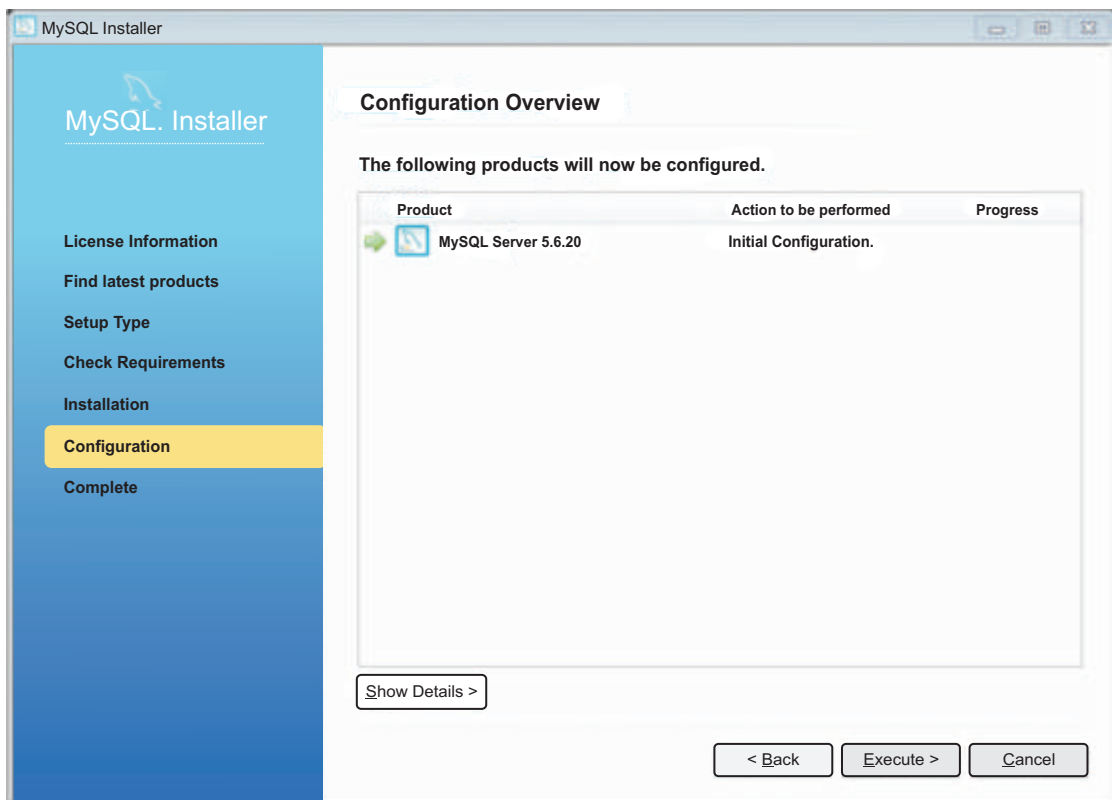 MySQL Installer
MySQL. Installer
License Information
Find latest products
Setup Type
Check Requirements
Installation
Configuration
Complete
Configuration Overview
The following products will now be configured.
Product Action to be performed Progress
MySQL Server 5.6.20 Initial Configuration.
Show Details >
< Back Execute > Cancel